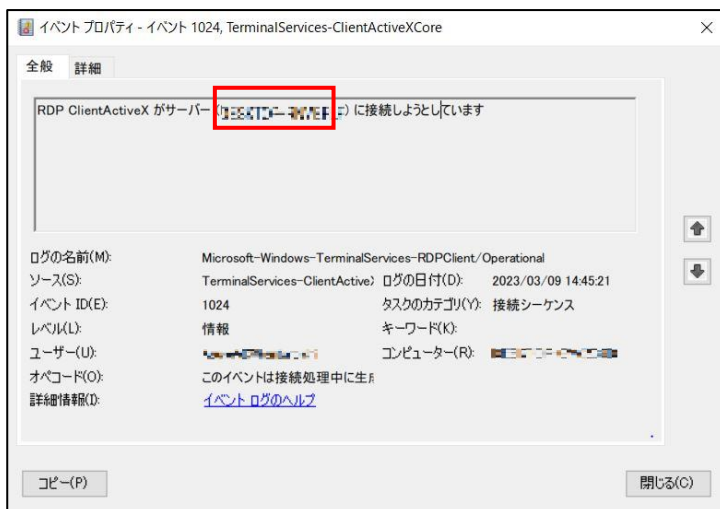 イベント プロパティ - イベント 1024, TerminalServices-ClientActiveXCore
全般 詳細
RDP ClientActiveX がサーバー ( ) に接続しようとしています
ログの名前(M): Microsoft-Windows-TerminalServices-RDPClient/Operational
ソース(S): TerminalServices-ClientActiveX ログの日付(D): 2023/03/09 14:45:21
イベント ID(E): 1024 タスクのカテゴリ(Y): 接続シーケンス
レベル(L): 情報 キーワード(K):
ユーザー(U): コンピューター(R):
オペコード(O): このイベントは接続処理中に生
詳細情報(I): イベント ログのヘルプ
コピー(P) 閉じる(C)